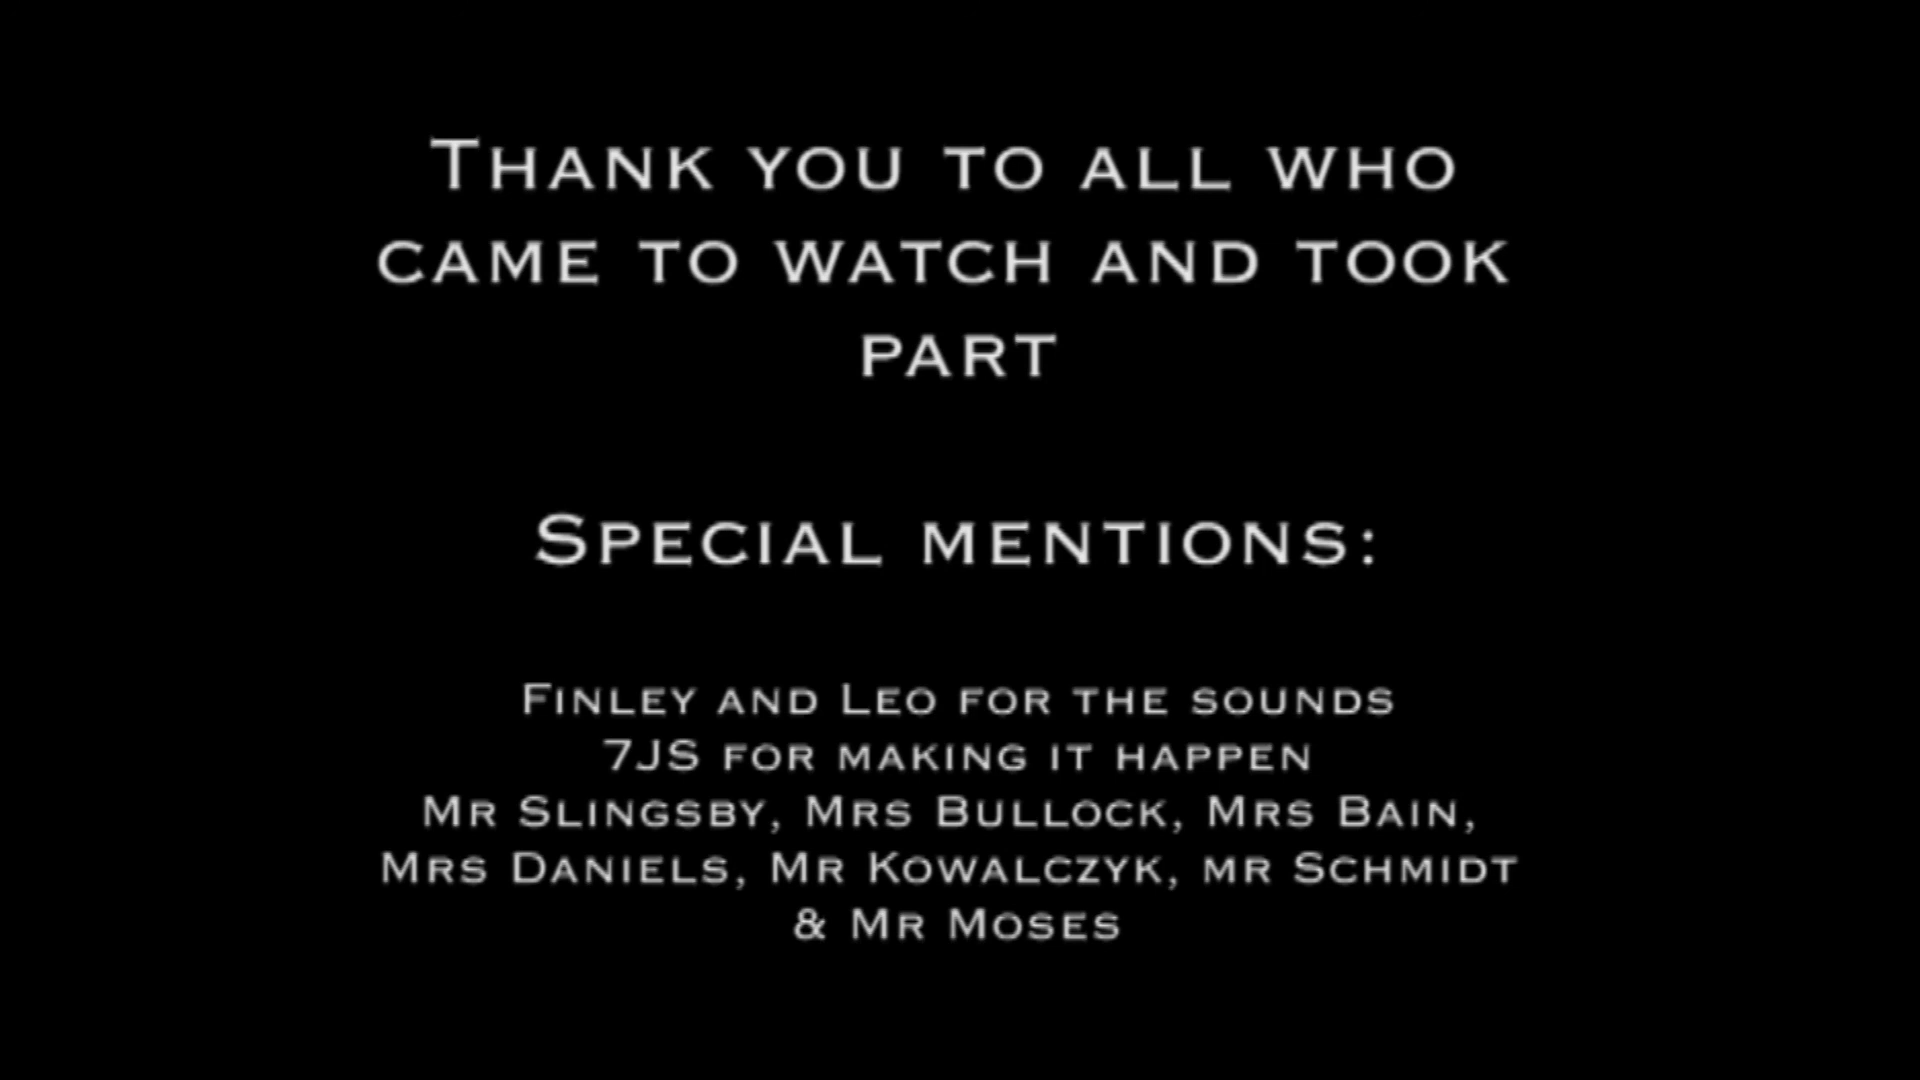 Thank you to all who
came to watch and took
part
Special mentions:
Finley and Leo for the sounds
7JS for making it happen
Mr Slingsby, Mrs Bullock, Mrs Bain,
Mrs Daniels, Mr Kowalczyk, mr Schmidt
& Mr Moses